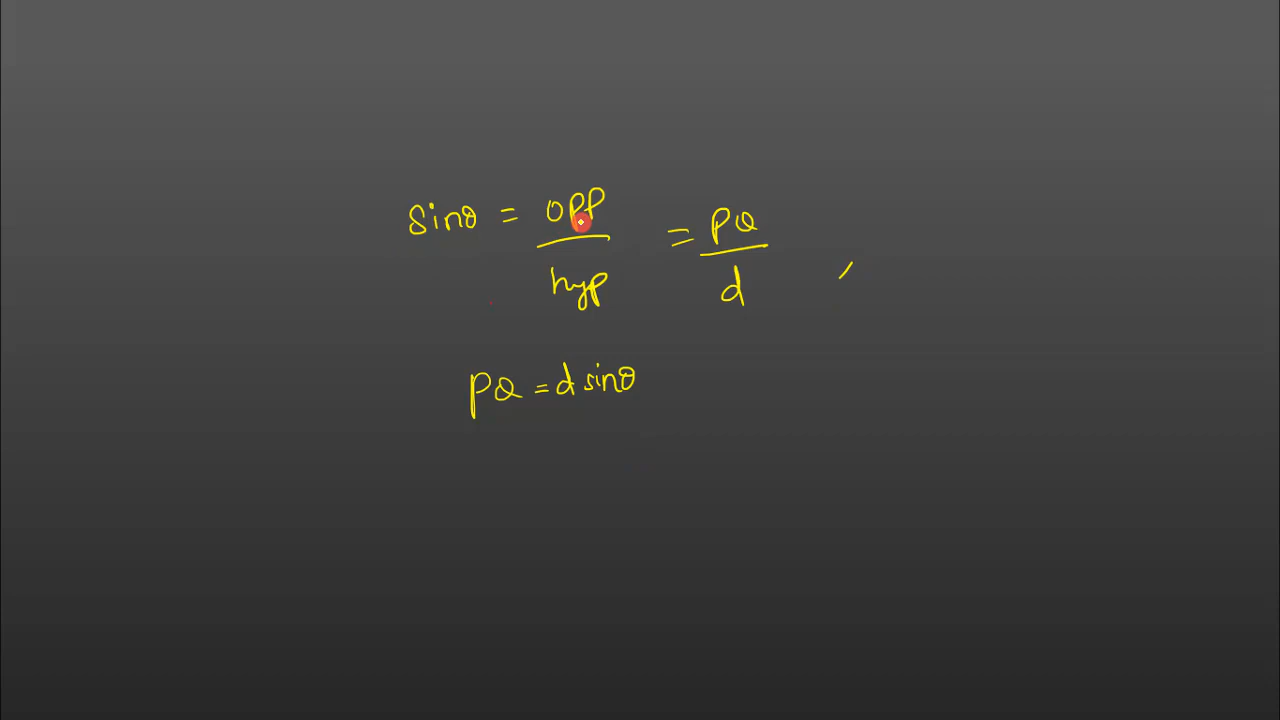 sinθ = opp/hyp = PQ/d ,
PQ = d sinθ